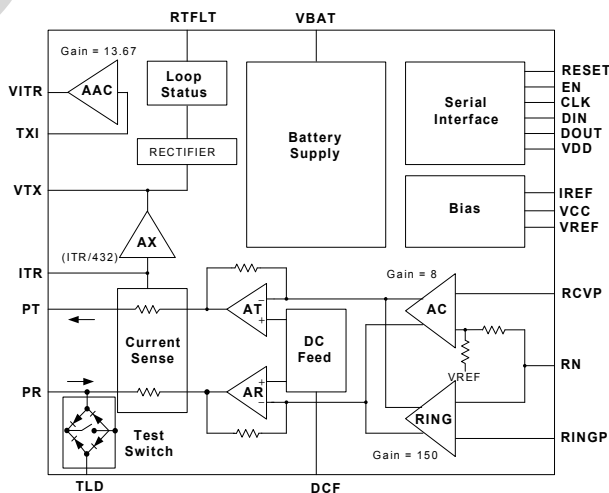 RTFLT
VBAT
Gain = 13.67
VITR
AAC
TXI
Loop
Status
RECTIFIER
Battery
Supply
Serial
Interface
RESET
EN
CLK
DIN
DOUT
VDD
VTX
AX
(ITR/432)
Bias
IREF
VCC
VREF
ITR
PT
Current
Sense
AT
DC
Feed
Gain = 8
AC
RCVP
VREF
RN
PR
AR
RING
RINGP
Gain = 150
Test
Switch
TLD
DCF